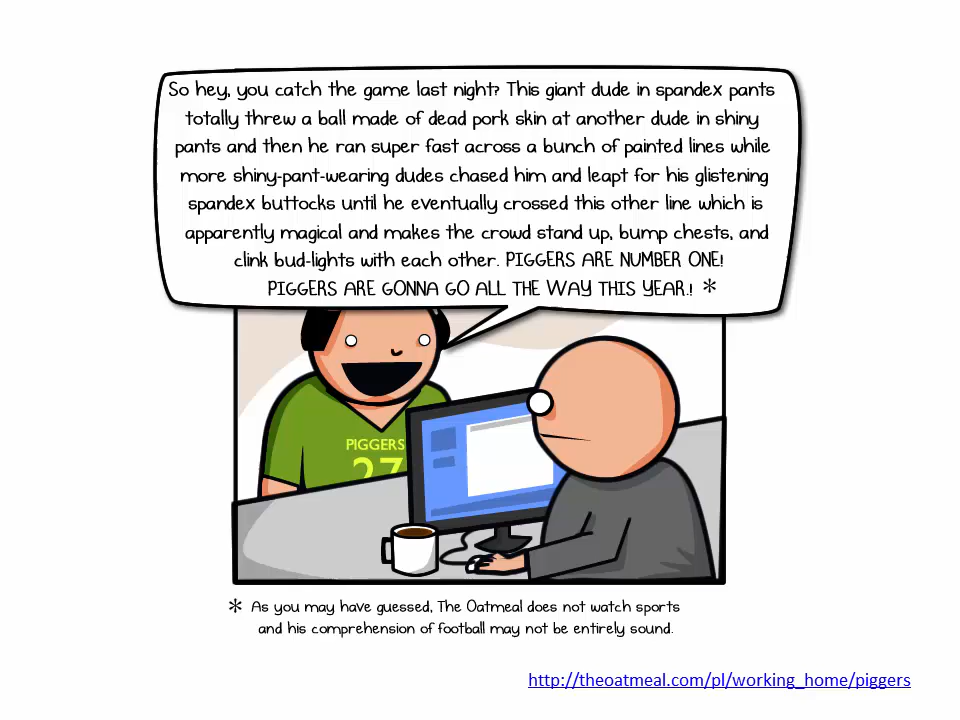 So hey, you catch the game last night? This giant dude in spandex pants
totally threw a ball made of dead pork skin at another dude in shiny
pants and then he ran super fast across a bunch of painted lines while
more shiny-pant-wearing dudes chased him and leapt for his glistening
spandex buttocks until he eventually crossed this other line which is
apparently magical and makes the crowd stand up, bump chests, and
clink bud-lights with each other. PIGGERS ARE NUMBER ONE!
PIGGERS ARE GONNA GO ALL THE WAY THIS YEAR.! *
PIGGERS
27
* As you may have guessed, The Oatmeal does not watch sports
and his comprehension of football may not be entirely sound.
http://theoatmeal.com/pl/working_home/piggers